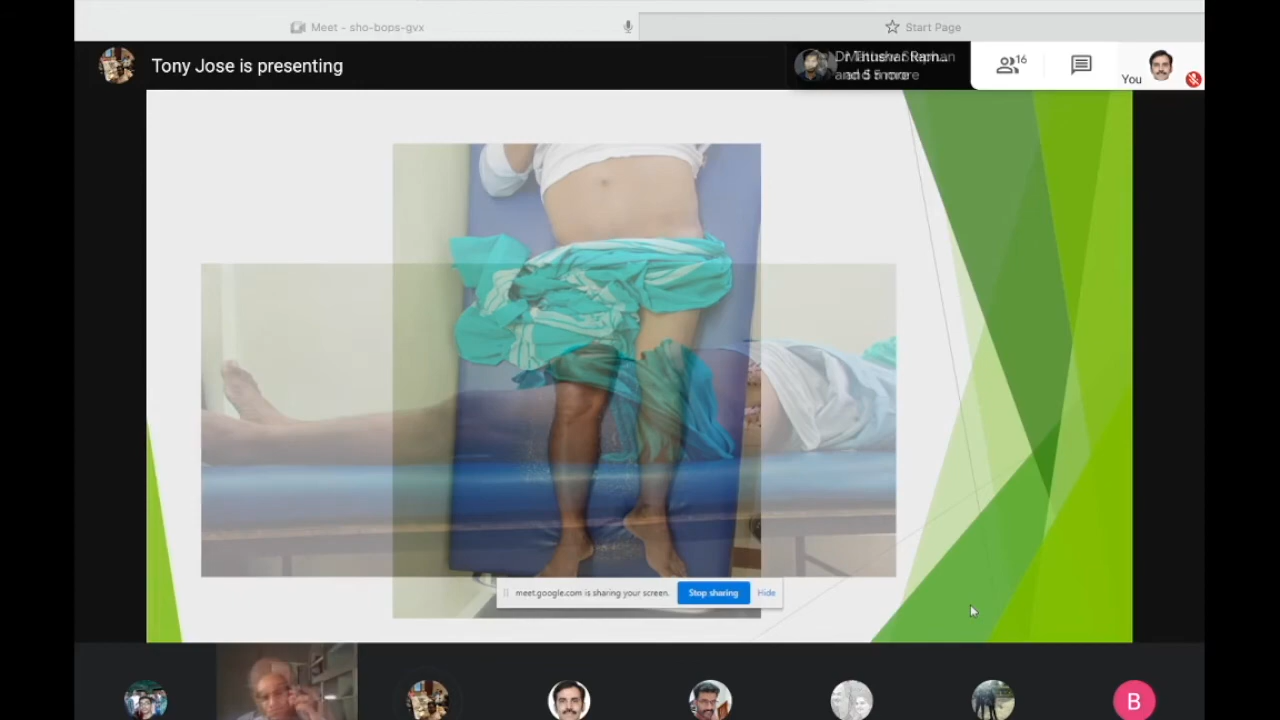 Meet - sho-bops-gvx
Start Page
Tony Jose is presenting
16
You
meet.google.com is sharing your screen.
Stop sharing
Hide
B